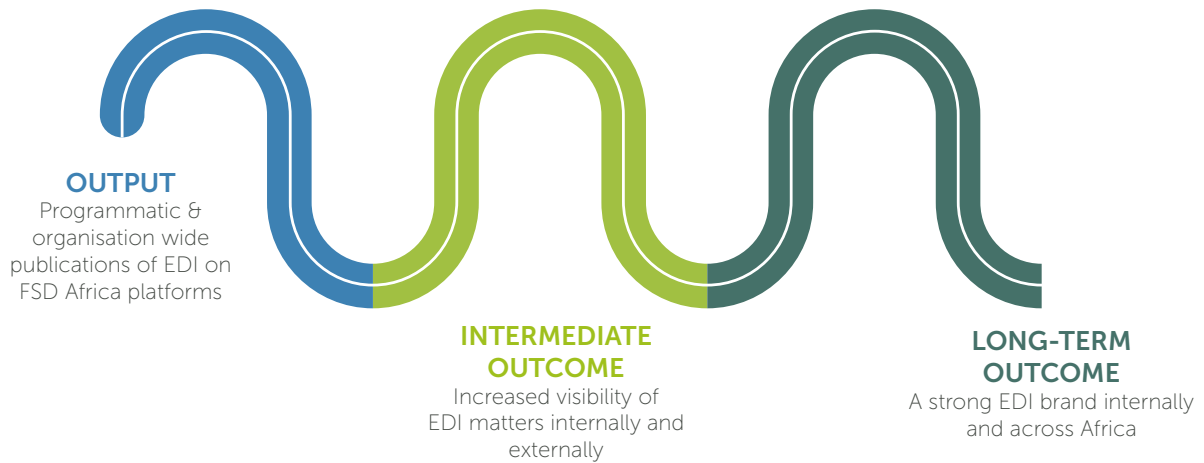 OUTPUT
Programmatic &
organisation wide
publications of EDI on
FSD Africa platforms
INTERMEDIATE
OUTCOME
Increased visibility of
EDI matters internally and
externally
LONG-TERM
OUTCOME
A strong EDI brand internally
and across Africa